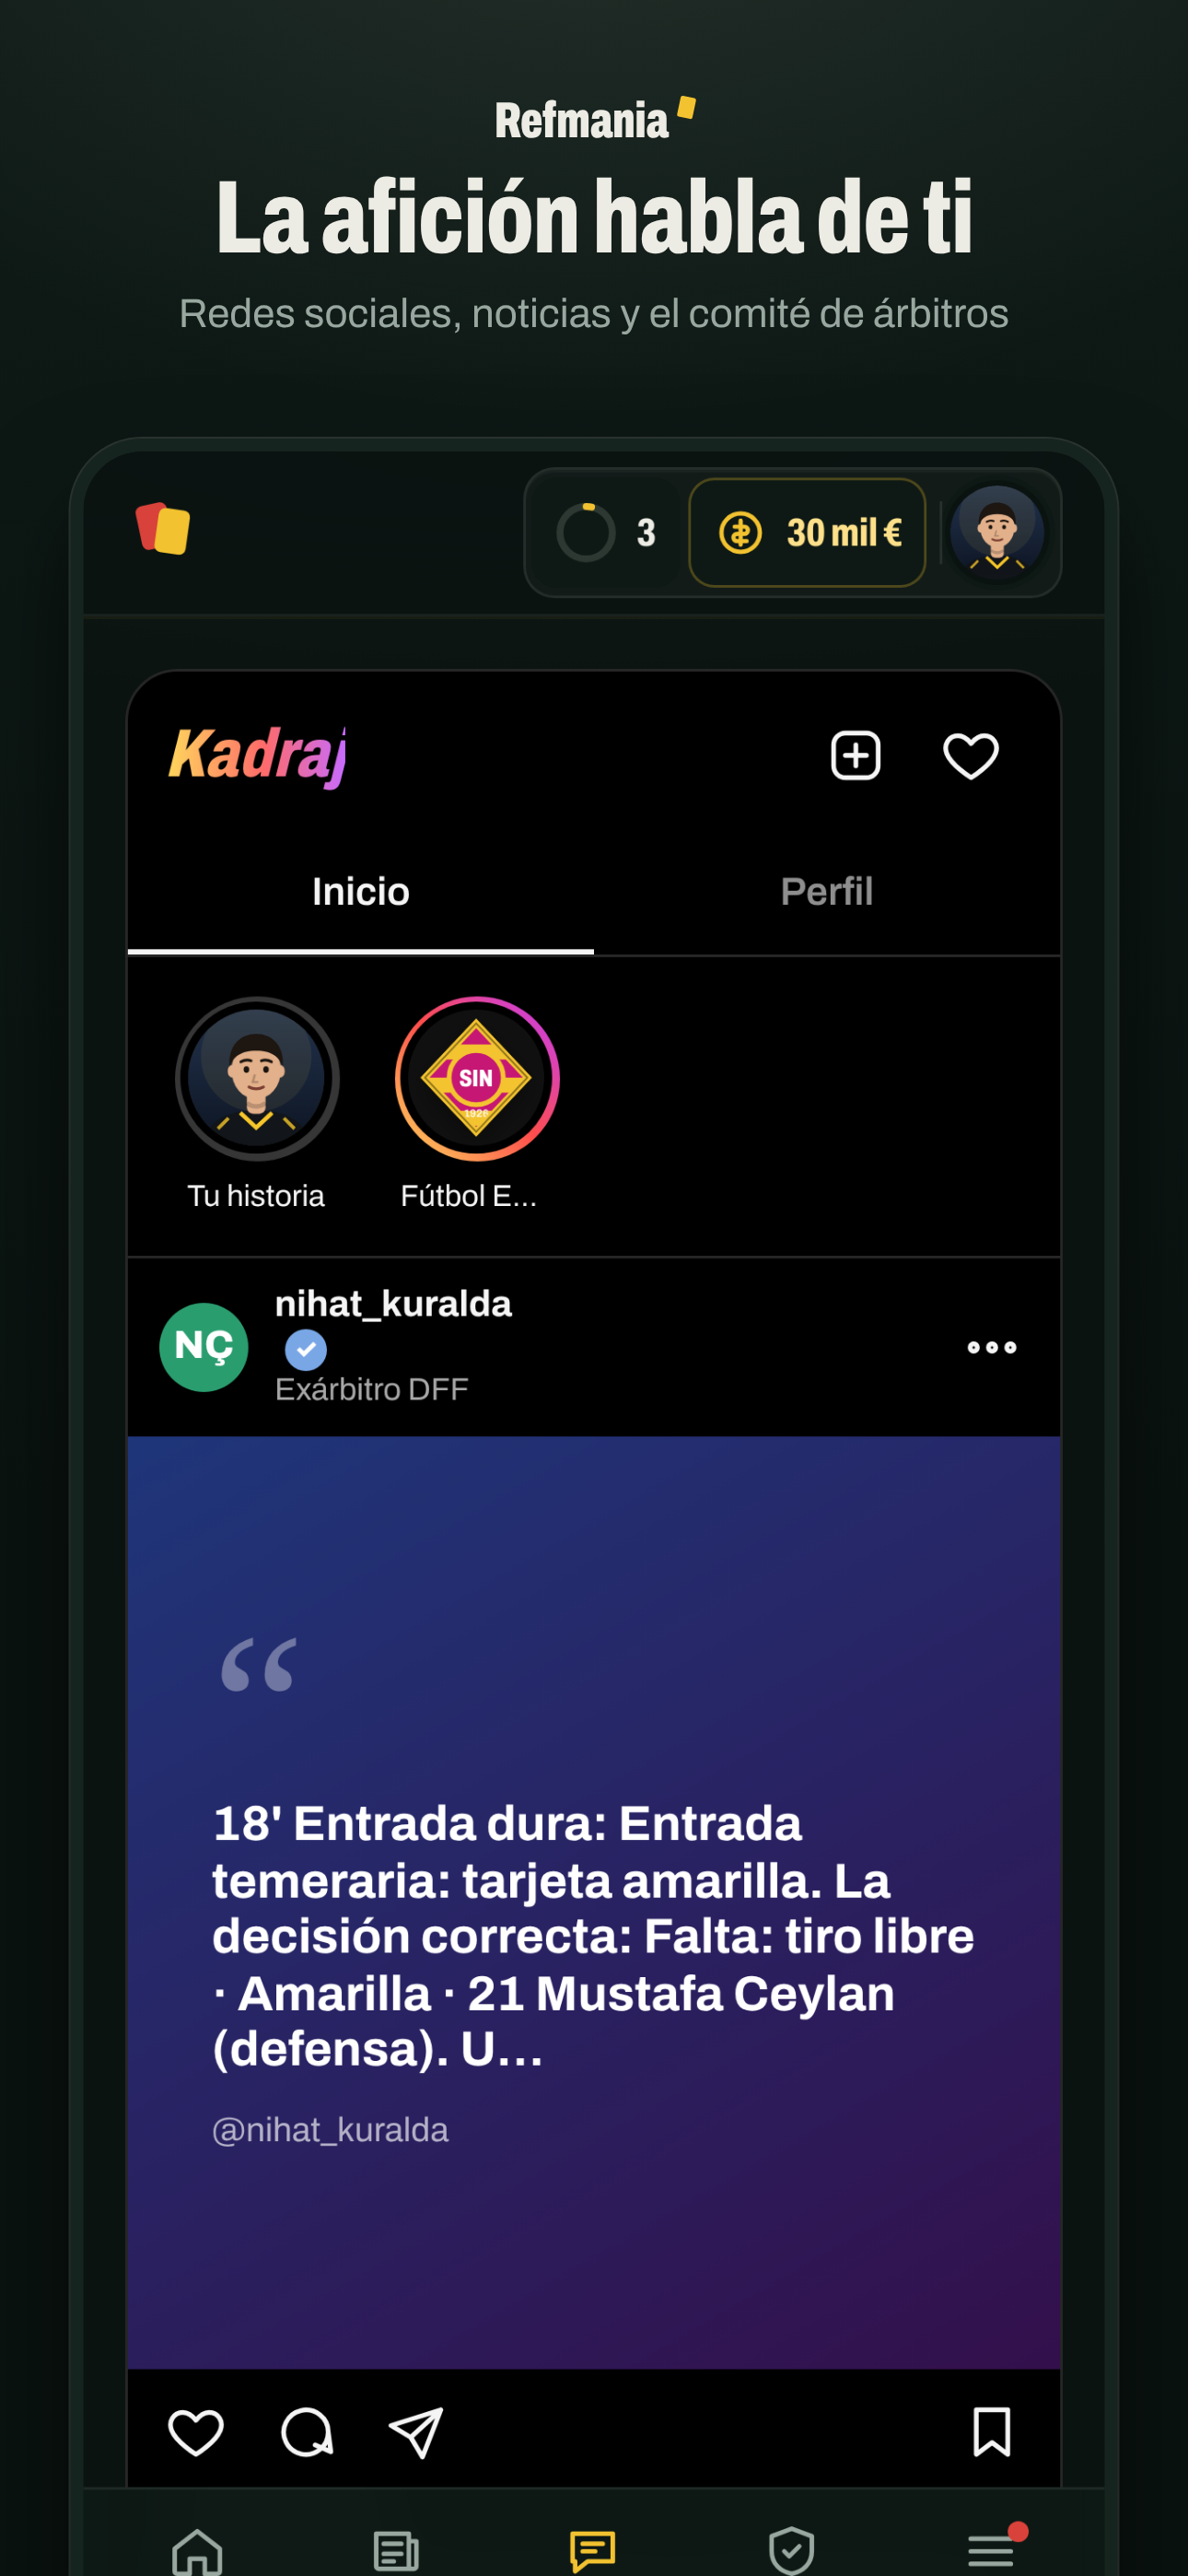 Refmania
La afición habla de ti
Redes sociales, noticias y el comité de árbitros
3
30 mil €
Kadraj
Inicio
Perfil
SIN
1926
Tu historia
Fútbol E...
NÇ
nihat_kuralda
Exárbitro DFF
“
18' Entrada dura: Entrada
temeraria: tarjeta amarilla. La
decisión correcta: Falta: tiro libre
· Amarilla · 21 Mustafa Ceylan
(defensa). U...
@nihat_kuralda